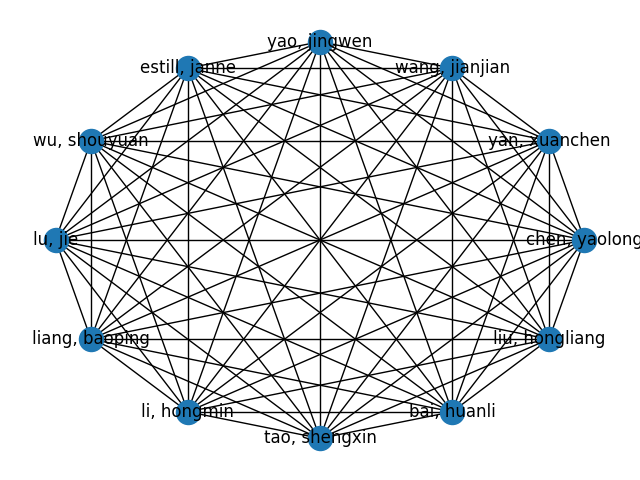 yao, jingwen
estill, janne
wang, jianjian
wu, shouyuan
yan, xuanchen
lu, jie
chen, yaolong
liang, baoping
liu, hongliang
li, hongmin
bai, huanli
tao, shengxin